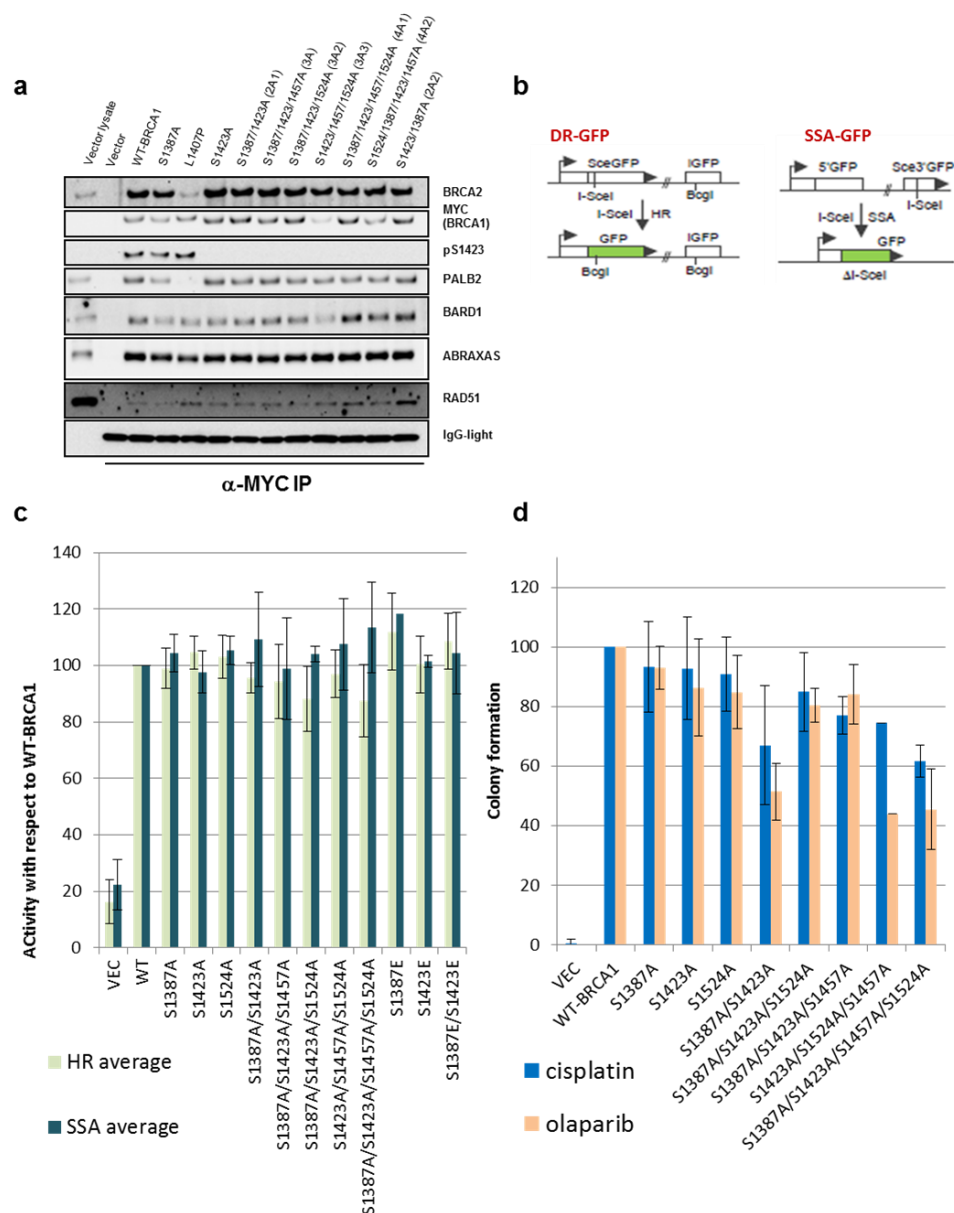 a
Vector lysate
Vector
WT-BRCA1
S1387A
L1407P
S1423A
S1387/1423A (2A1)
S1387/1423/1457A (3A)
S1387/1423/1524A (3A2)
S1423/1457/1524A (3A3)
S1387/1423/1457/1524A (4A1)
S1524/1387/1423/1457A (4A2)
S1423/1387A (2A2)
BRCA2
MYC
(BRCA1)
pS1423
PALB2
BARD1
ABRAXAS
RAD51
IgG-light
α-MYC IP
b
DR-GFP
SceGFP
IGFP
I-SceI
BcgI
I-SceI HR
GFP
IGFP
BcgI
BcgI
SSA-GFP
5'GFP
Sce3'GFP
I-SceI
I-SceI SSA
GFP
ΔI-SceI
c
ACtivity with respect to WT-BRCA1
140
120
100
80
60
40
20
0
VEC
WT
S1387A
S1423A
S1524A
S1387A/S1423A
S1387A/S1423A/S1457A
S1387A/S1423A/S1524A
S1423A/S1457A/S1524A
S1387A/S1423A/S1457A/S1524A
S1387E
S1423E
S1387E/S1423E
HR average
SSA average
d
Colony formation
120
100
80
60
40
20
0
VEC
WT-BRCA1
S1387A
S1423A
S1524A
S1387A/S1423A
S1387A/S1423A/S1524A
S1387A/S1423A/S1457A
S1423A/S1524A/S1457A
S1387A/S1423A/S1457A/S1524A
cisplatin
olaparib